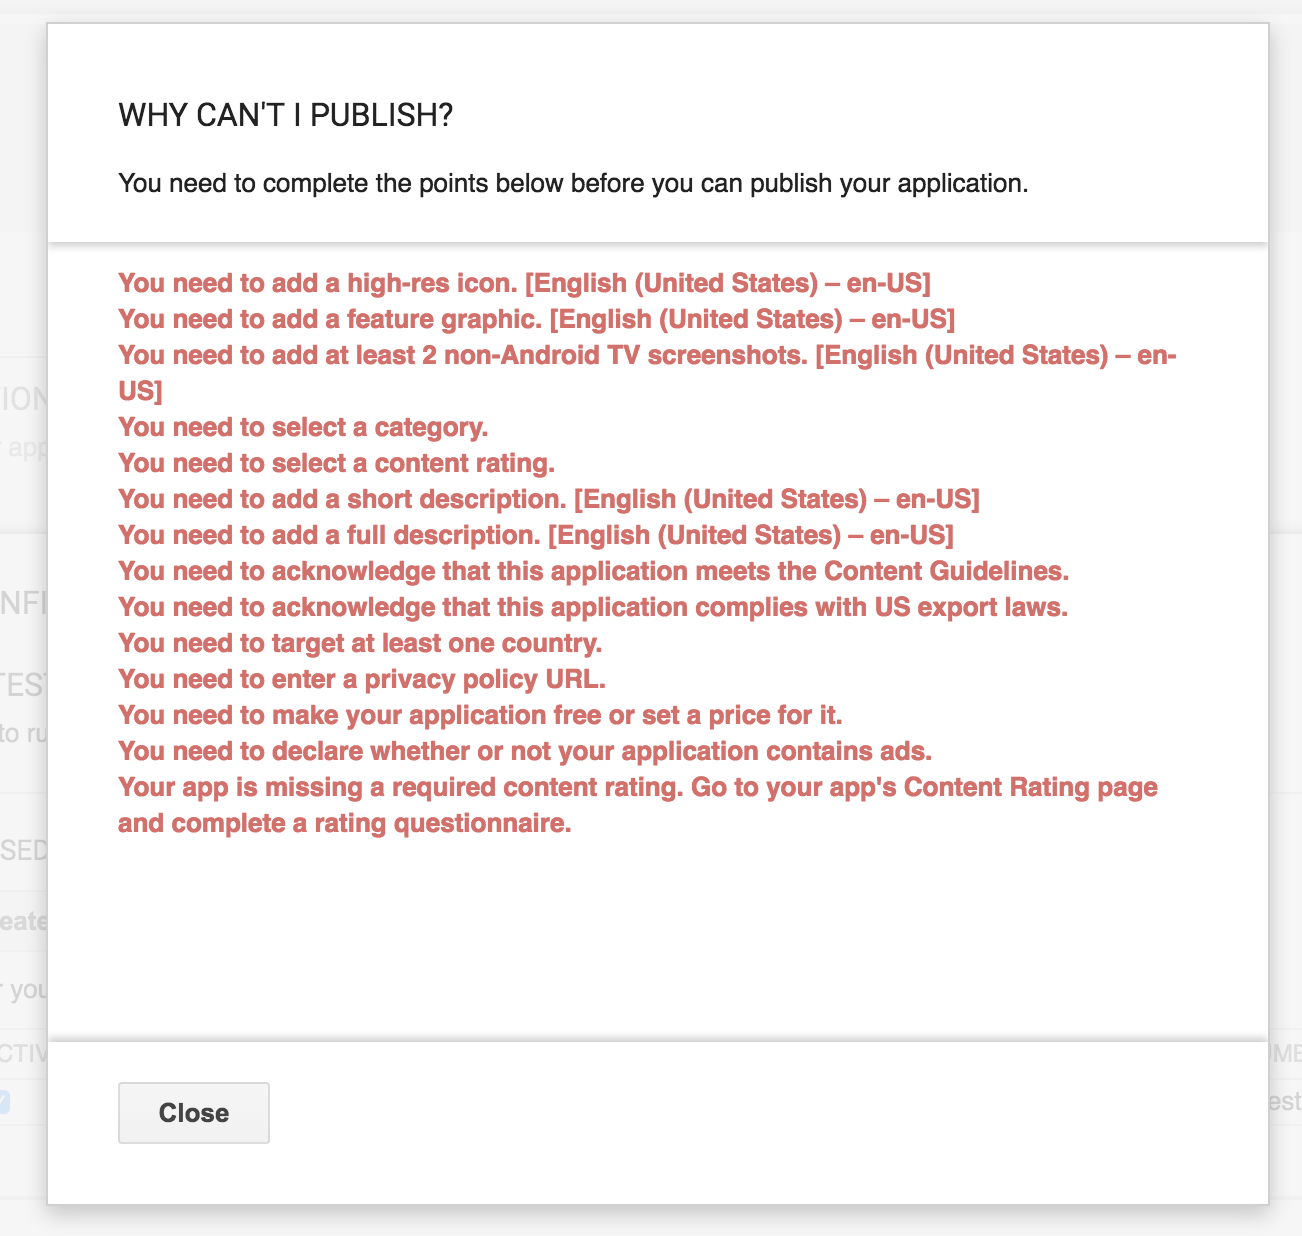 WHY CAN'T I PUBLISH?
You need to complete the points below before you can publish your application.
You need to add a high-res icon. [English (United States) – en-US]
You need to add a feature graphic. [English (United States) – en-US]
You need to add at least 2 non-Android TV screenshots. [English (United States) – en-
US]
You need to select a category.
You need to select a content rating.
You need to add a short description. [English (United States) – en-US]
You need to add a full description. [English (United States) – en-US]
You need to acknowledge that this application meets the Content Guidelines.
You need to acknowledge that this application complies with US export laws.
You need to target at least one country.
You need to enter a privacy policy URL.
You need to make your application free or set a price for it.
You need to declare whether or not your application contains ads.
Your app is missing a required content rating. Go to your app's Content Rating page
and complete a rating questionnaire.
Close